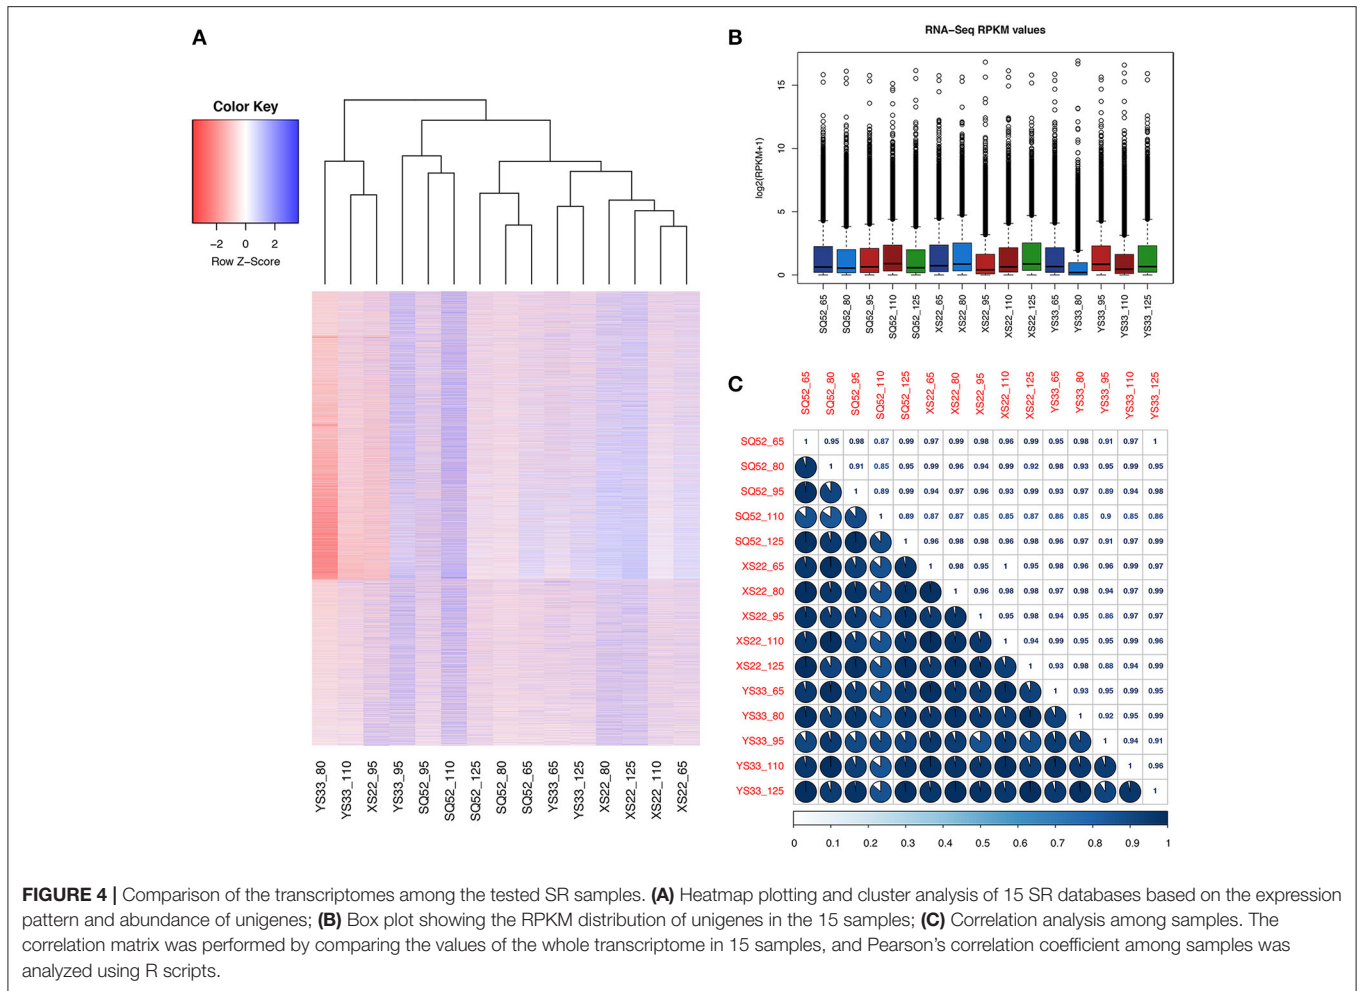 A
Color Key
−2 0 2
Row Z-Score
YS33_80
YS33_110
XS22_95
YS33_95
SQ52_95
SQ52_110
SQ52_125
SQ52_80
SQ52_65
YS33_65
YS33_125
XS22_80
XS22_125
XS22_110
XS22_65
B
RNA−Seq RPKM values
log2(RPKM+1)
15
10
5
0
SQ52_65
SQ52_80
SQ52_95
SQ52_110
SQ52_125
XS22_65
XS22_80
XS22_95
XS22_110
XS22_125
YS33_65
YS33_80
YS33_95
YS33_110
YS33_125
C
SQ52_65
SQ52_80
SQ52_95
SQ52_110
SQ52_125
XS22_65
XS22_80
XS22_95
XS22_110
XS22_125
YS33_65
YS33_80
YS33_95
YS33_110
YS33_125
SQ52_65 1 0.95 0.98 0.87 0.99 0.97 0.99 0.98 0.96 0.99 0.95 0.98 0.91 0.97 1
SQ52_80 1 0.91 0.85 0.95 0.99 0.96 0.94 0.99 0.92 0.98 0.93 0.95 0.99 0.95
SQ52_95 1 0.89 0.99 0.94 0.97 0.96 0.93 0.99 0.93 0.97 0.89 0.94 0.98
SQ52_110 1 0.89 0.87 0.87 0.85 0.85 0.87 0.86 0.85 0.9 0.85 0.86
SQ52_125 1 0.96 0.98 0.98 0.96 0.98 0.96 0.97 0.91 0.97 0.99
XS22_65 1 0.98 0.95 1 0.95 0.98 0.96 0.96 0.99 0.97
XS22_80 1 0.96 0.98 0.98 0.97 0.98 0.94 0.97 0.99
XS22_95 1 0.95 0.98 0.94 0.95 0.86 0.97 0.97
XS22_110 1 0.94 0.99 0.95 0.95 0.99 0.96
XS22_125 1 0.93 0.98 0.88 0.94 0.99
YS33_65 1 0.93 0.95 0.99 0.95
YS33_80 1 0.92 0.95 0.99
YS33_95 1 0.94 0.91
YS33_110 1 0.96
YS33_125 1
0 0.1 0.2 0.3 0.4 0.5 0.6 0.7 0.8 0.9 1
FIGURE 4 | Comparison of the transcriptomes among the tested SR samples. (A) Heatmap plotting and cluster analysis of 15 SR databases based on the expression
pattern and abundance of unigenes; (B) Box plot showing the RPKM distribution of unigenes in the 15 samples; (C) Correlation analysis among samples. The
correlation matrix was performed by comparing the values of the whole transcriptome in 15 samples, and Pearson's correlation coefficient among samples was
analyzed using R scripts.